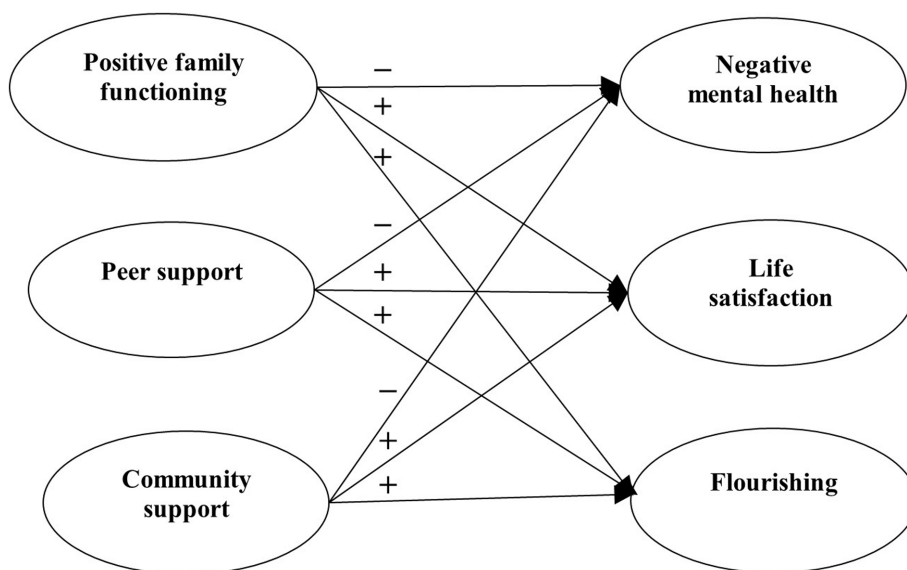 Positive family
functioning
−
+
+
Negative
mental health
Peer support
−
+
+
Life
satisfaction
Community
support
−
+
+
Flourishing